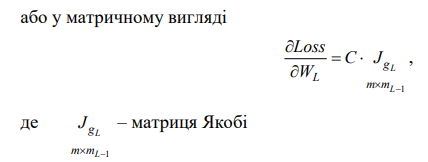 або у матричному вигляді
∂Loss/∂W_L = C · J_{g_L} ,
m×m_{L−1}
де J_{g_L} – матриця Якобі
m×m_{L−1}